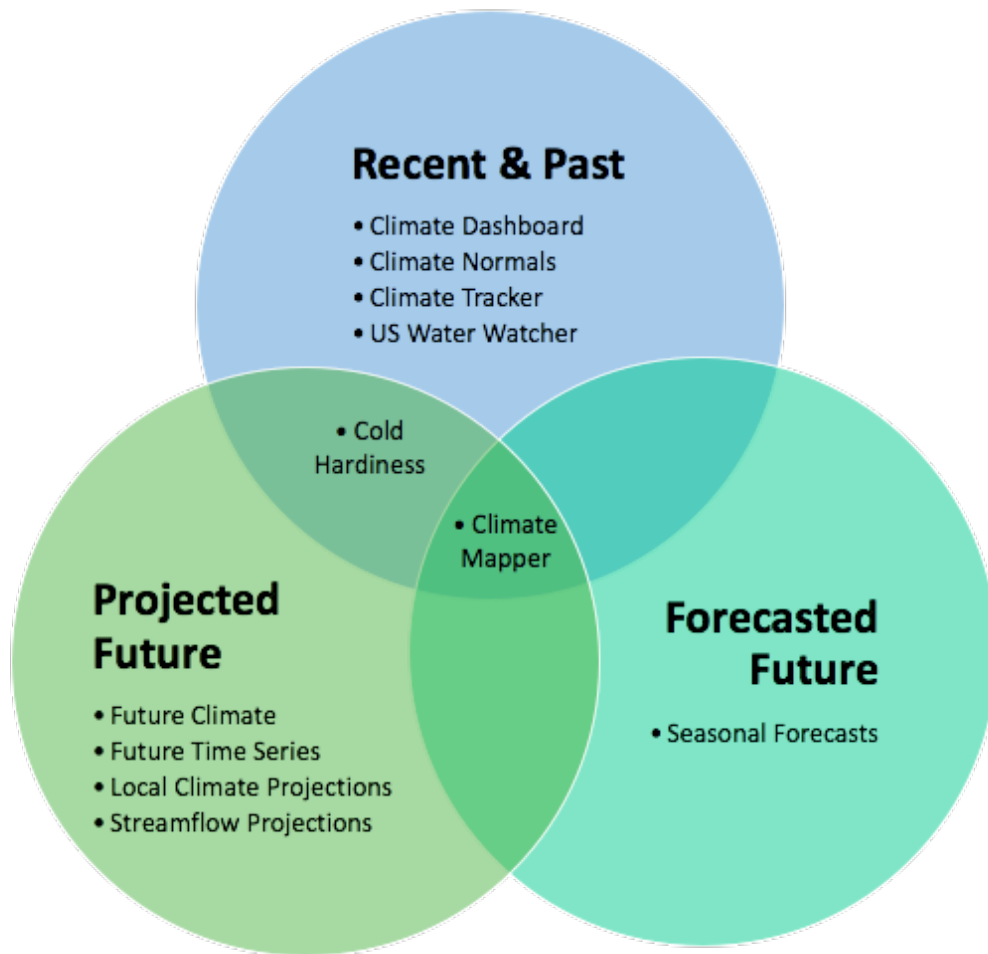 Recent & Past
• Climate Dashboard
• Climate Normals
• Climate Tracker
• US Water Watcher
• Cold
Hardiness
• Climate
Mapper
Projected
Future
• Future Climate
• Future Time Series
• Local Climate Projections
• Streamflow Projections
Forecasted
Future
• Seasonal Forecasts